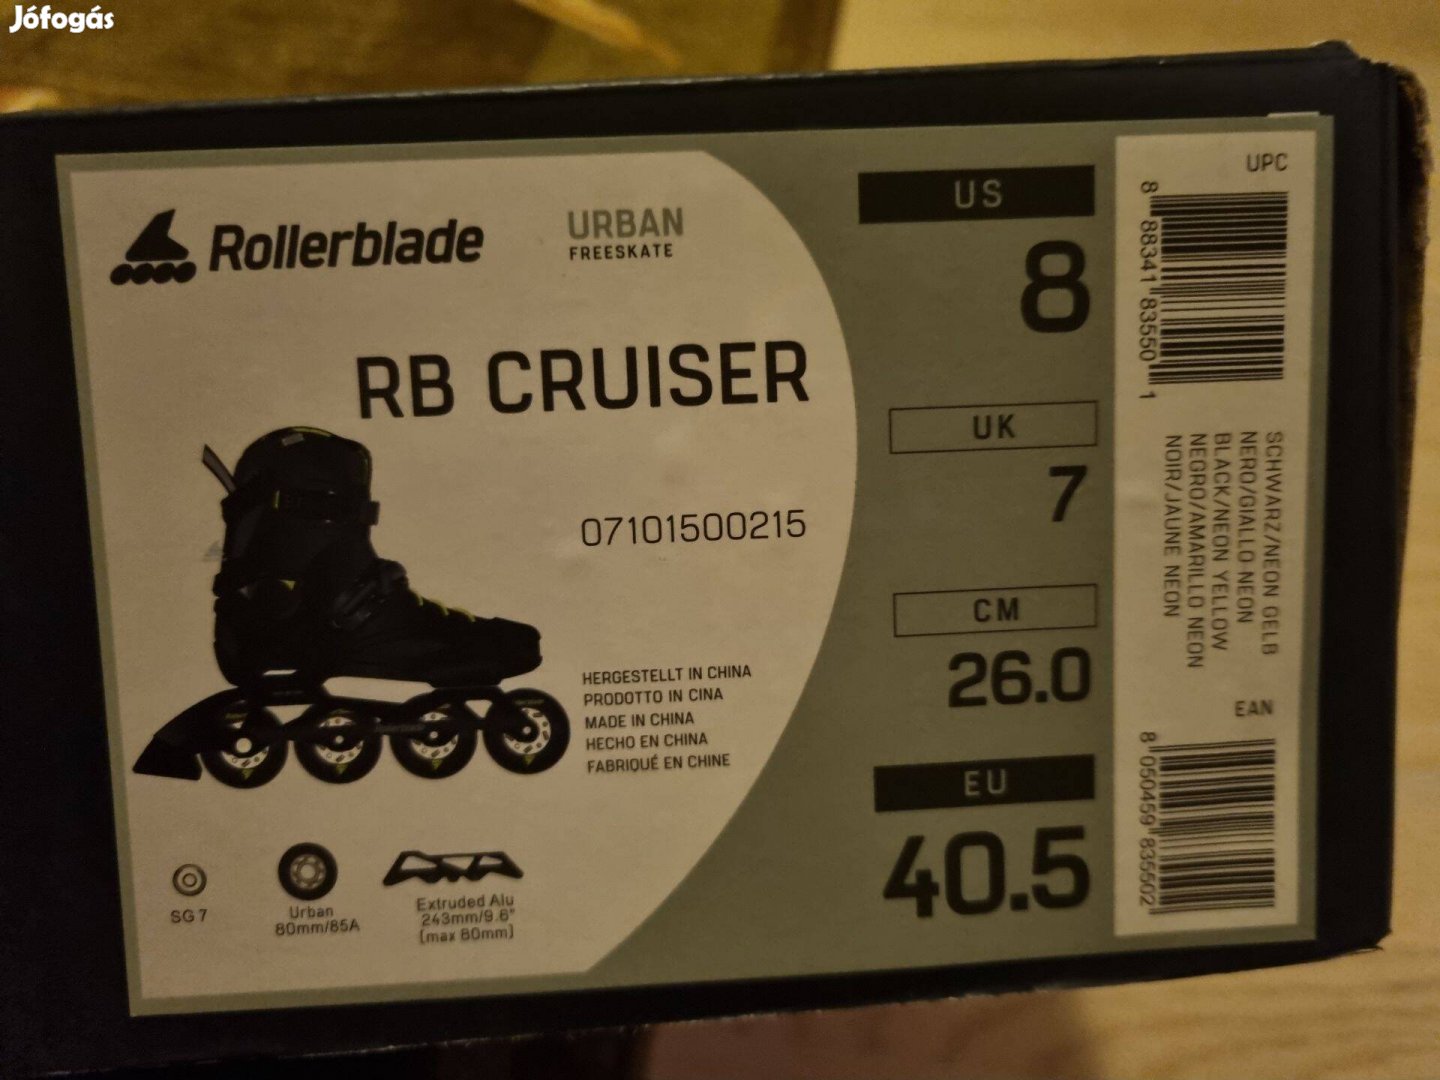 Jófogás
Rollerblade
URBAN
FREESKATE
RB CRUISER
07101500215
HERGESTELLT IN CHINA
PRODOTTO IN CINA
MADE IN CHINA
HECHO EN CHINA
FABRIQUÉ EN CHINE
SG 7
Urban
80mm/85A
Extruded Alu
243mm/9.6"
(max 80mm)
US
8
UK
7
CM
26.0
EU
40.5
UPC
8 88341 83550 1
SCHWARZ/NEON GELB
NERO/GIALLO NEON
BLACK/NEON YELLOW
NEGRO/AMARILLO NEON
NOIR/JAUNE NEON
EAN
8 050459 835502